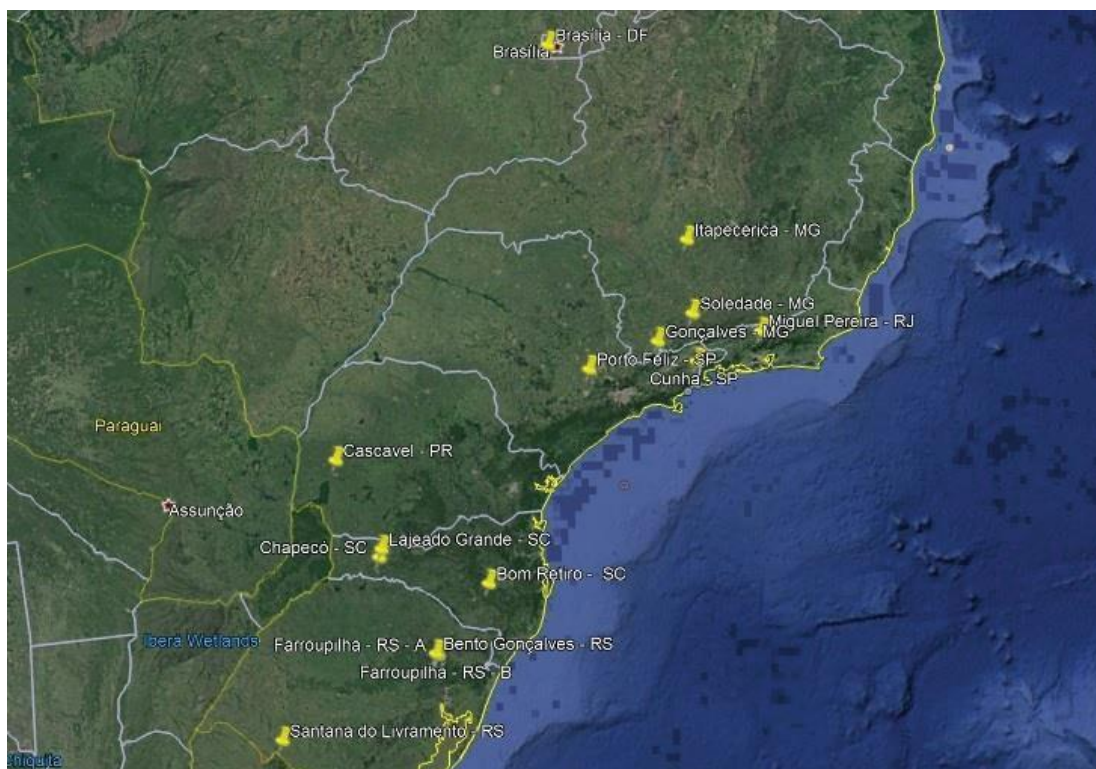 Brasília - DF
Brasília
Itapecerica - MG
Soledade - MG
Miguel Pereira - RJ
Gonçalves - MG
Porto Feliz - SP
Cunha - SP
Paraguai
Cascavel - PR
Assunção
Lajeado Grande - SC
Chapecó - SC
Bom Retiro - SC
Iberá Wetlands
Farroupilha - RS - A
Bento Gonçalves - RS
Farroupilha - RS - B
Santana do Livramento - RS
chiquita